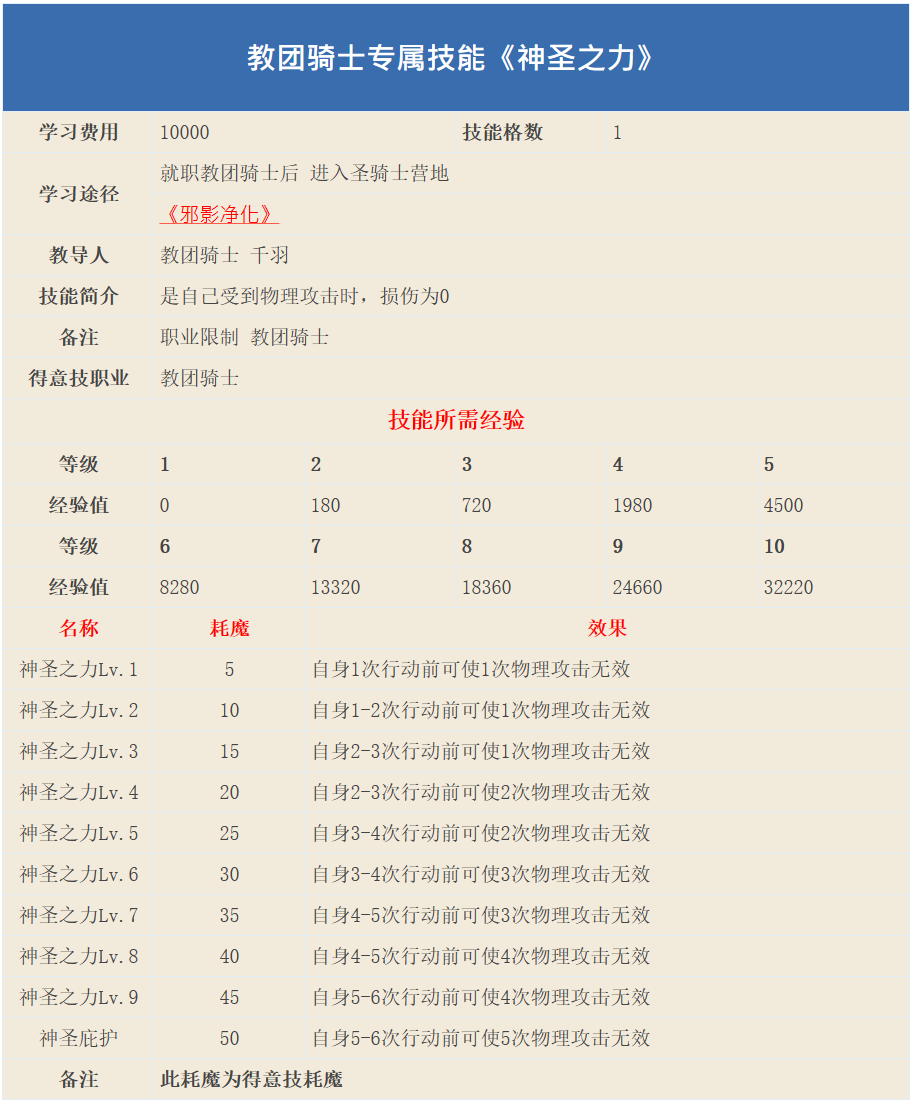 教团骑士专属技能《神圣之力》
学习费用 10000 技能格数 1
学习途径 就职教团骑士后 进入圣骑士营地
《邪影净化》
教导人 教团骑士 千羽
技能简介 是自己受到物理攻击时，损伤为0
备注 职业限制 教团骑士
得意技职业 教团骑士
技能所需经验
等级 1 2 3 4 5
经验值 0 180 720 1980 4500
等级 6 7 8 9 10
经验值 8280 13320 18360 24660 32220
名称 耗魔 效果
神圣之力Lv.1 5 自身1次行动前可使1次物理攻击无效
神圣之力Lv.2 10 自身1-2次行动前可使1次物理攻击无效
神圣之力Lv.3 15 自身2-3次行动前可使1次物理攻击无效
神圣之力Lv.4 20 自身2-3次行动前可使2次物理攻击无效
神圣之力Lv.5 25 自身3-4次行动前可使2次物理攻击无效
神圣之力Lv.6 30 自身3-4次行动前可使3次物理攻击无效
神圣之力Lv.7 35 自身4-5次行动前可使3次物理攻击无效
神圣之力Lv.8 40 自身4-5次行动前可使4次物理攻击无效
神圣之力Lv.9 45 自身5-6次行动前可使4次物理攻击无效
神圣庇护 50 自身5-6次行动前可使5次物理攻击无效
备注 此耗魔为得意技耗魔